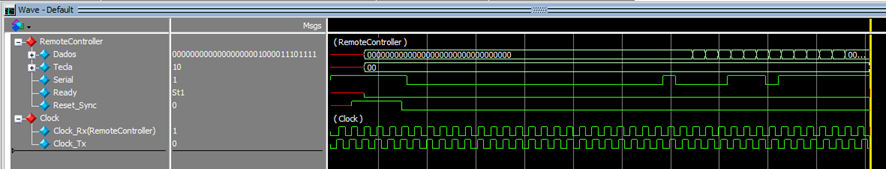 Wave - Default
Msgs
RemoteController
( RemoteController )
Dados
00000000000000000001000011101111
00000000000000000000000000000000
00...
Tecla
10
00
Serial
1
Ready
St1
Reset_Sync
0
Clock
( Clock )
Clock_Rx(RemoteController)
1
Clock_Tx
0